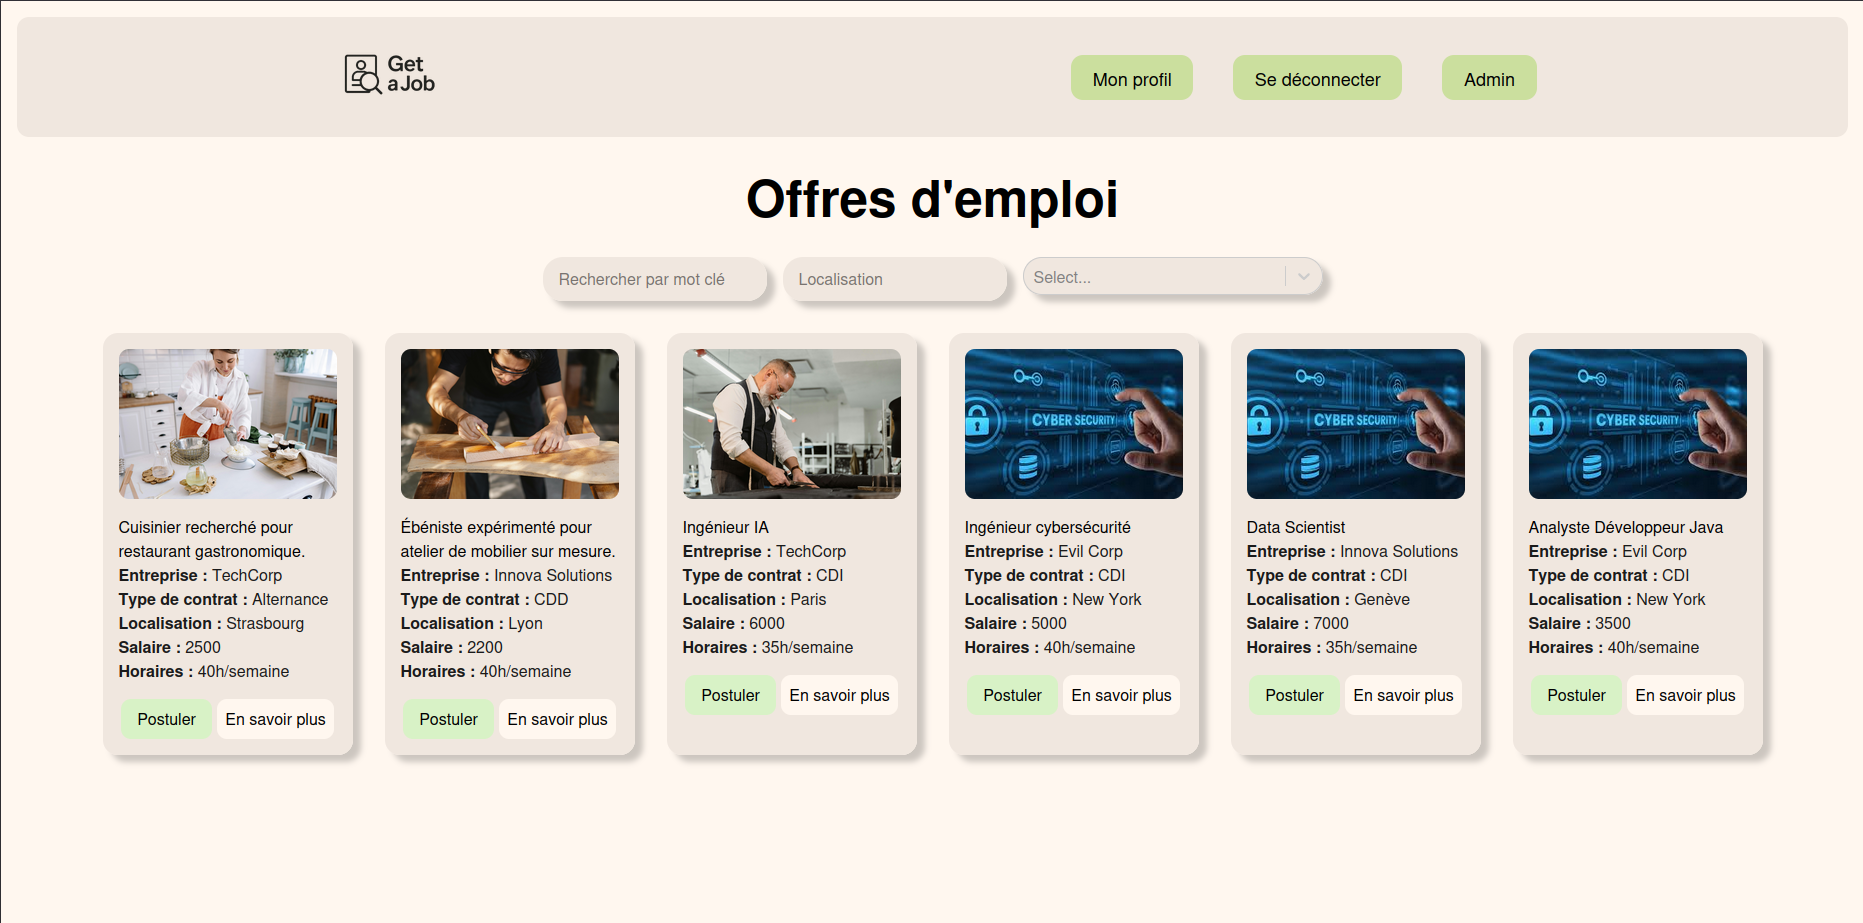 Get
a Job
Mon profil
Se déconnecter
Admin
Offres d'emploi
Rechercher par mot clé
Localisation
Select...
Cuisinier recherché pour
restaurant gastronomique.
Entreprise : TechCorp
Type de contrat : Alternance
Localisation : Strasbourg
Salaire : 2500
Horaires : 40h/semaine
Postuler
En savoir plus
Ébéniste expérimenté pour
atelier de mobilier sur mesure.
Entreprise : Innova Solutions
Type de contrat : CDD
Localisation : Lyon
Salaire : 2200
Horaires : 40h/semaine
Postuler
En savoir plus
Ingénieur IA
Entreprise : TechCorp
Type de contrat : CDI
Localisation : Paris
Salaire : 6000
Horaires : 35h/semaine
Postuler
En savoir plus
CYBER SECURITY
Ingénieur cybersécurité
Entreprise : Evil Corp
Type de contrat : CDI
Localisation : New York
Salaire : 5000
Horaires : 40h/semaine
Postuler
En savoir plus
CYBER SECURITY
Data Scientist
Entreprise : Innova Solutions
Type de contrat : CDI
Localisation : Genève
Salaire : 7000
Horaires : 35h/semaine
Postuler
En savoir plus
CYBER SECURITY
Analyste Développeur Java
Entreprise : Evil Corp
Type de contrat : CDI
Localisation : New York
Salaire : 3500
Horaires : 40h/semaine
Postuler
En savoir plus